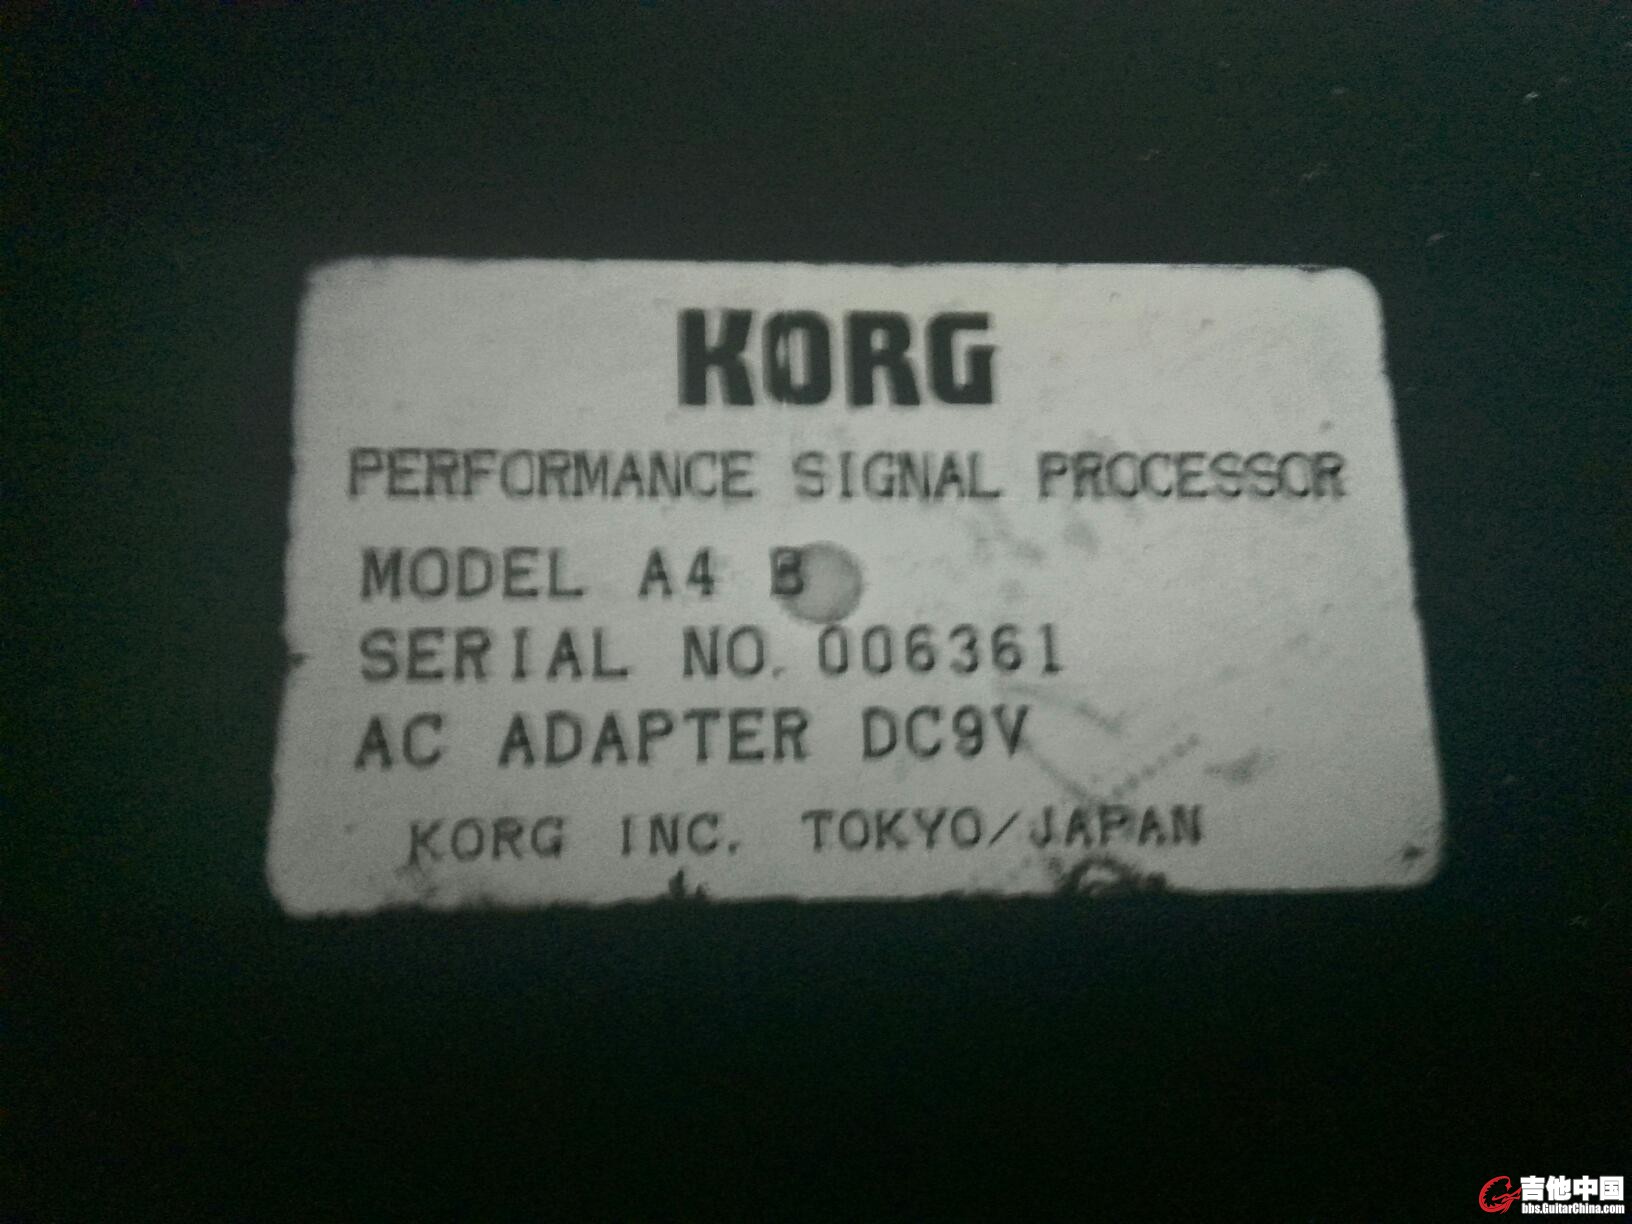 KORG
PERFORMANCE SIGNAL PROCESSOR
MODEL A4 B
SERIAL NO. 006361
AC ADAPTER DC9V
KORG INC. TOKYO/JAPAN
吉他中国
bbs.GuitarChina.com